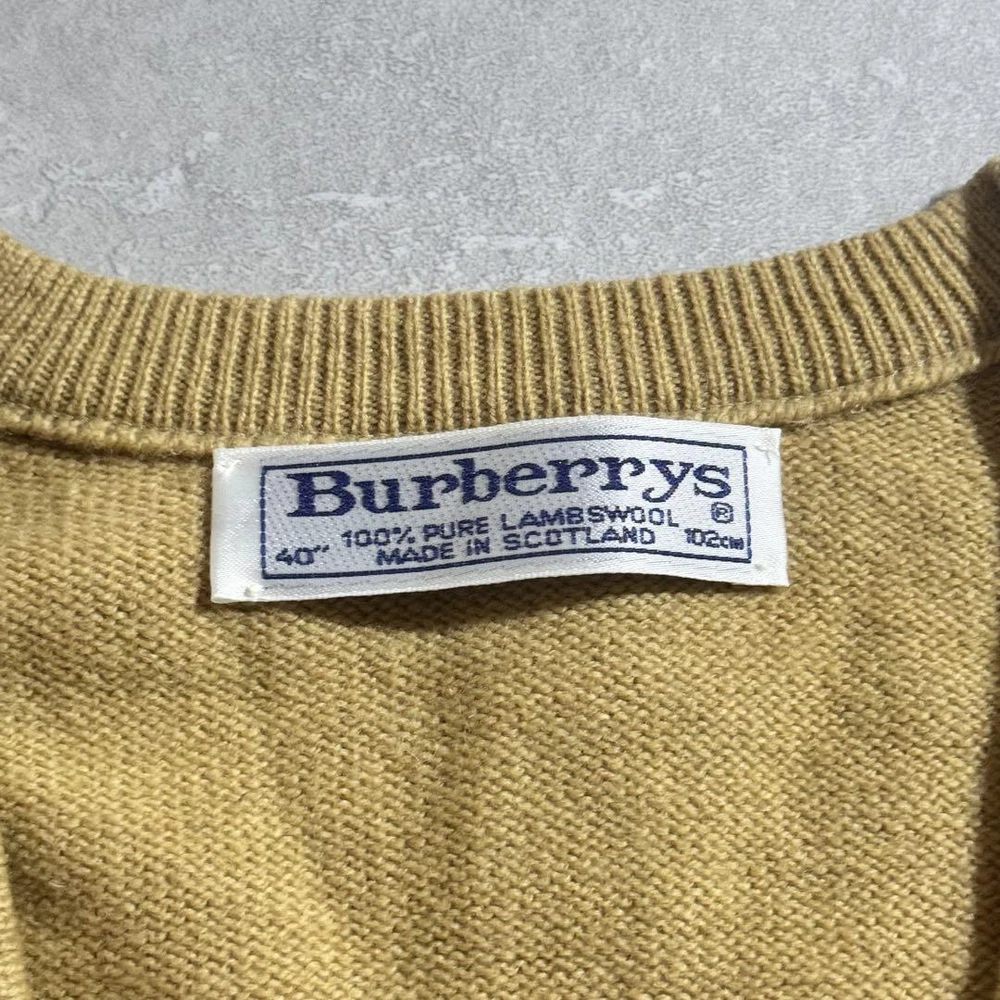 Burberrys
100% PURE LAMBSWOOL ®
40" MADE IN SCOTLAND 102cm